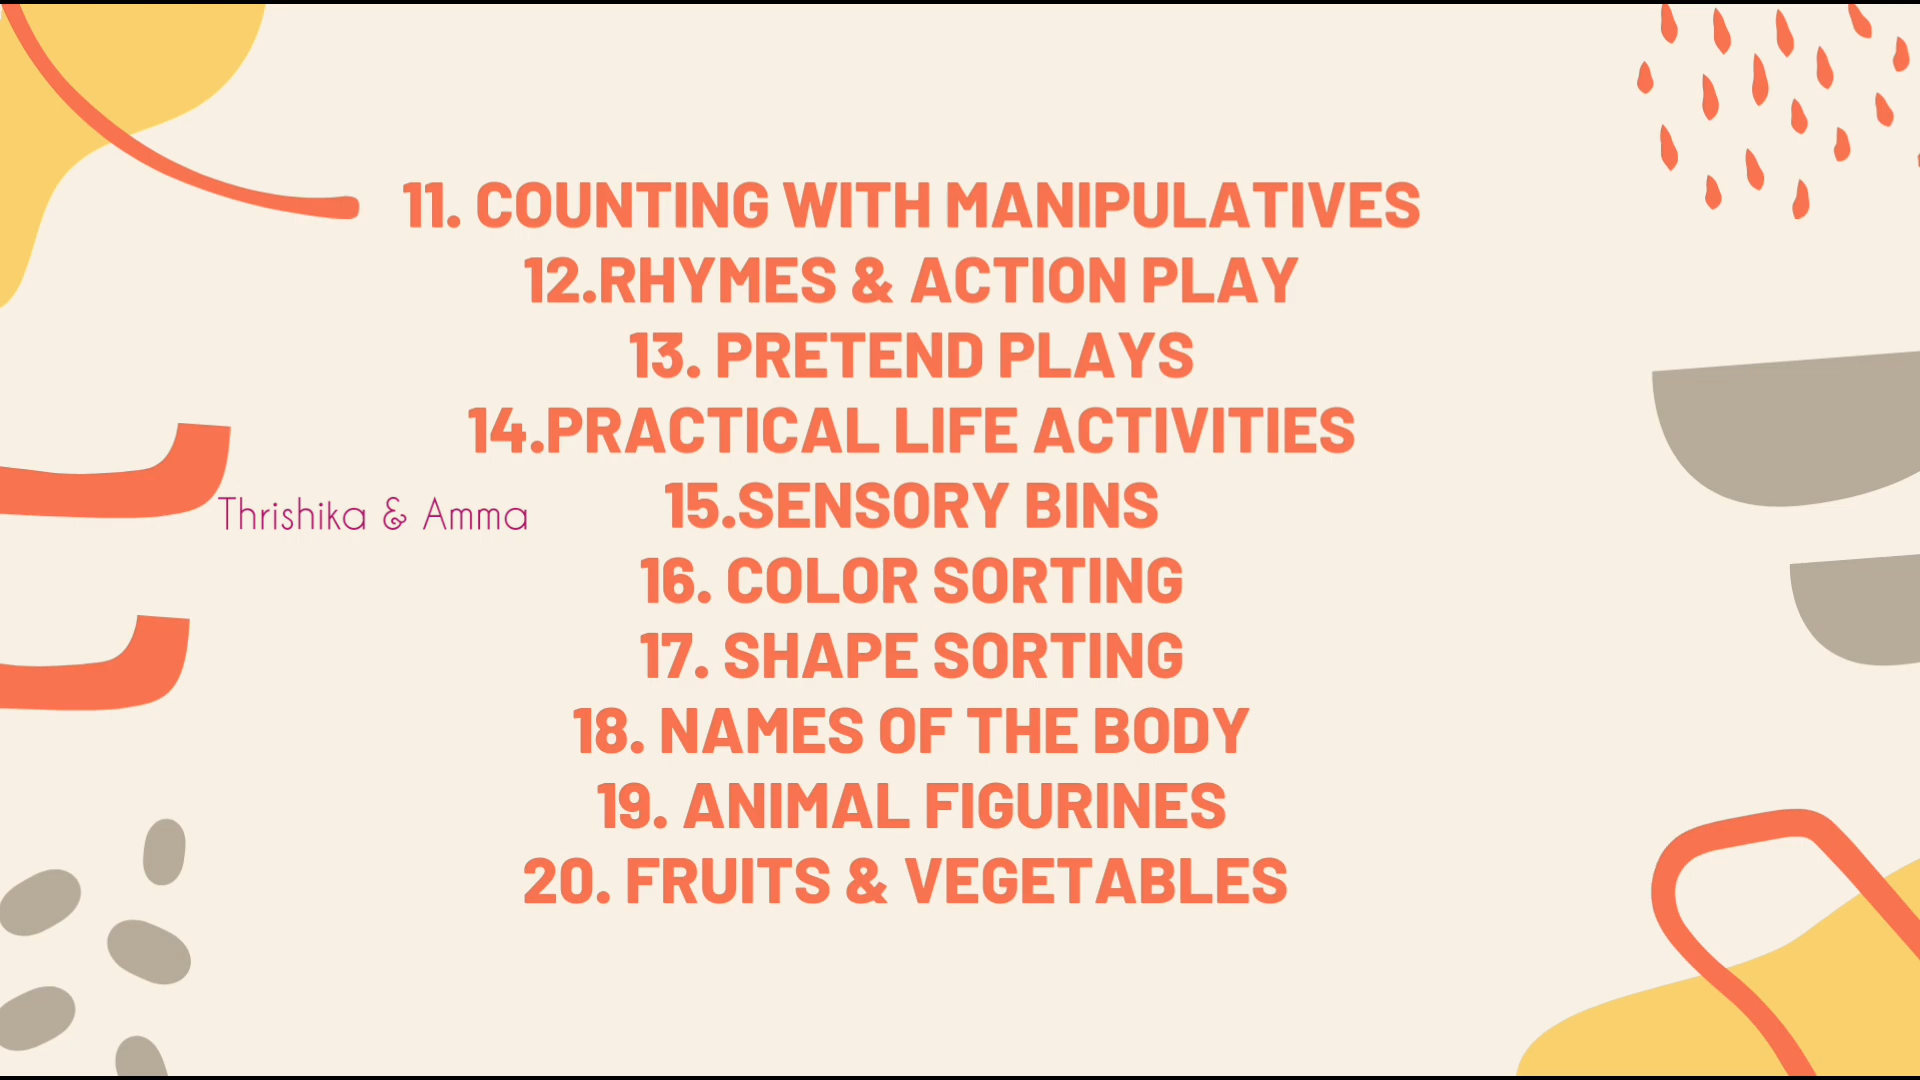 11. COUNTING WITH MANIPULATIVES
12.RHYMES & ACTION PLAY
13. PRETEND PLAYS
14.PRACTICAL LIFE ACTIVITIES
Thrishika & Amma
15.SENSORY BINS
16. COLOR SORTING
17. SHAPE SORTING
18. NAMES OF THE BODY
19. ANIMAL FIGURINES
20. FRUITS & VEGETABLES